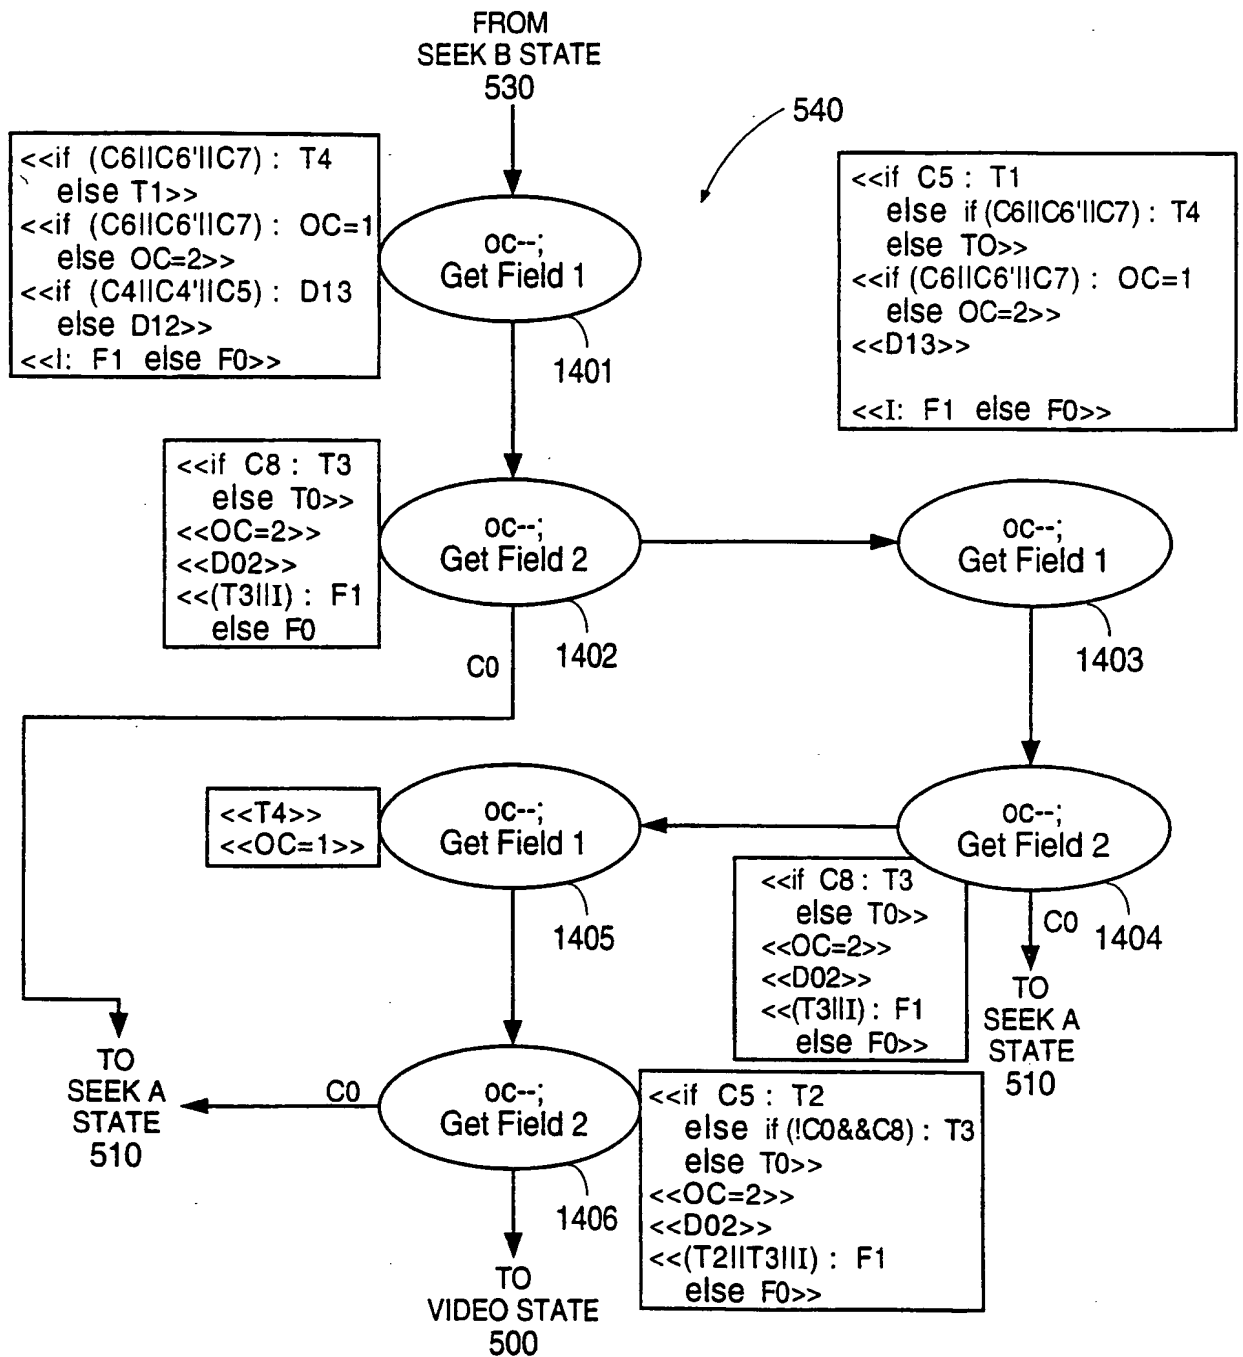 FROM
SEEK B STATE
530
540
<<if (C6||C6'||C7) : T4
else T1>>
<<if (C6||C6'||C7) : OC=1
else OC=2>>
<<if (C4||C4'||C5) : D13
else D12>>
<<I: F1 else F0>>
oc--;
Get Field 1
1401
<<if C5 : T1
else if (C6||C6'||C7) : T4
else TO>>
<<if (C6||C6'||C7) : OC=1
else OC=2>>
<<D13>>
<<I: F1 else F0>>
<<if C8 : T3
else T0>>
<<OC=2>>
<<D02>>
<<(T3||I) : F1
else F0
oc--;
Get Field 2
1402
C0
oc--;
Get Field 1
1403
<<T4>>
<<OC=1>>
oc--;
Get Field 1
1405
oc--;
Get Field 2
1404
<<if C8 : T3
else T0>>
<<OC=2>>
<<D02>>
<<(T3||I) : F1
else F0>>
C0
TO
SEEK A
STATE
510
TO
SEEK A
STATE
510
C0
oc--;
Get Field 2
1406
<<if C5 : T2
else if (!C0&&C8) : T3
else T0>>
<<OC=2>>
<<D02>>
<<(T2||T3||I) : F1
else F0>>
TO
VIDEO STATE
500